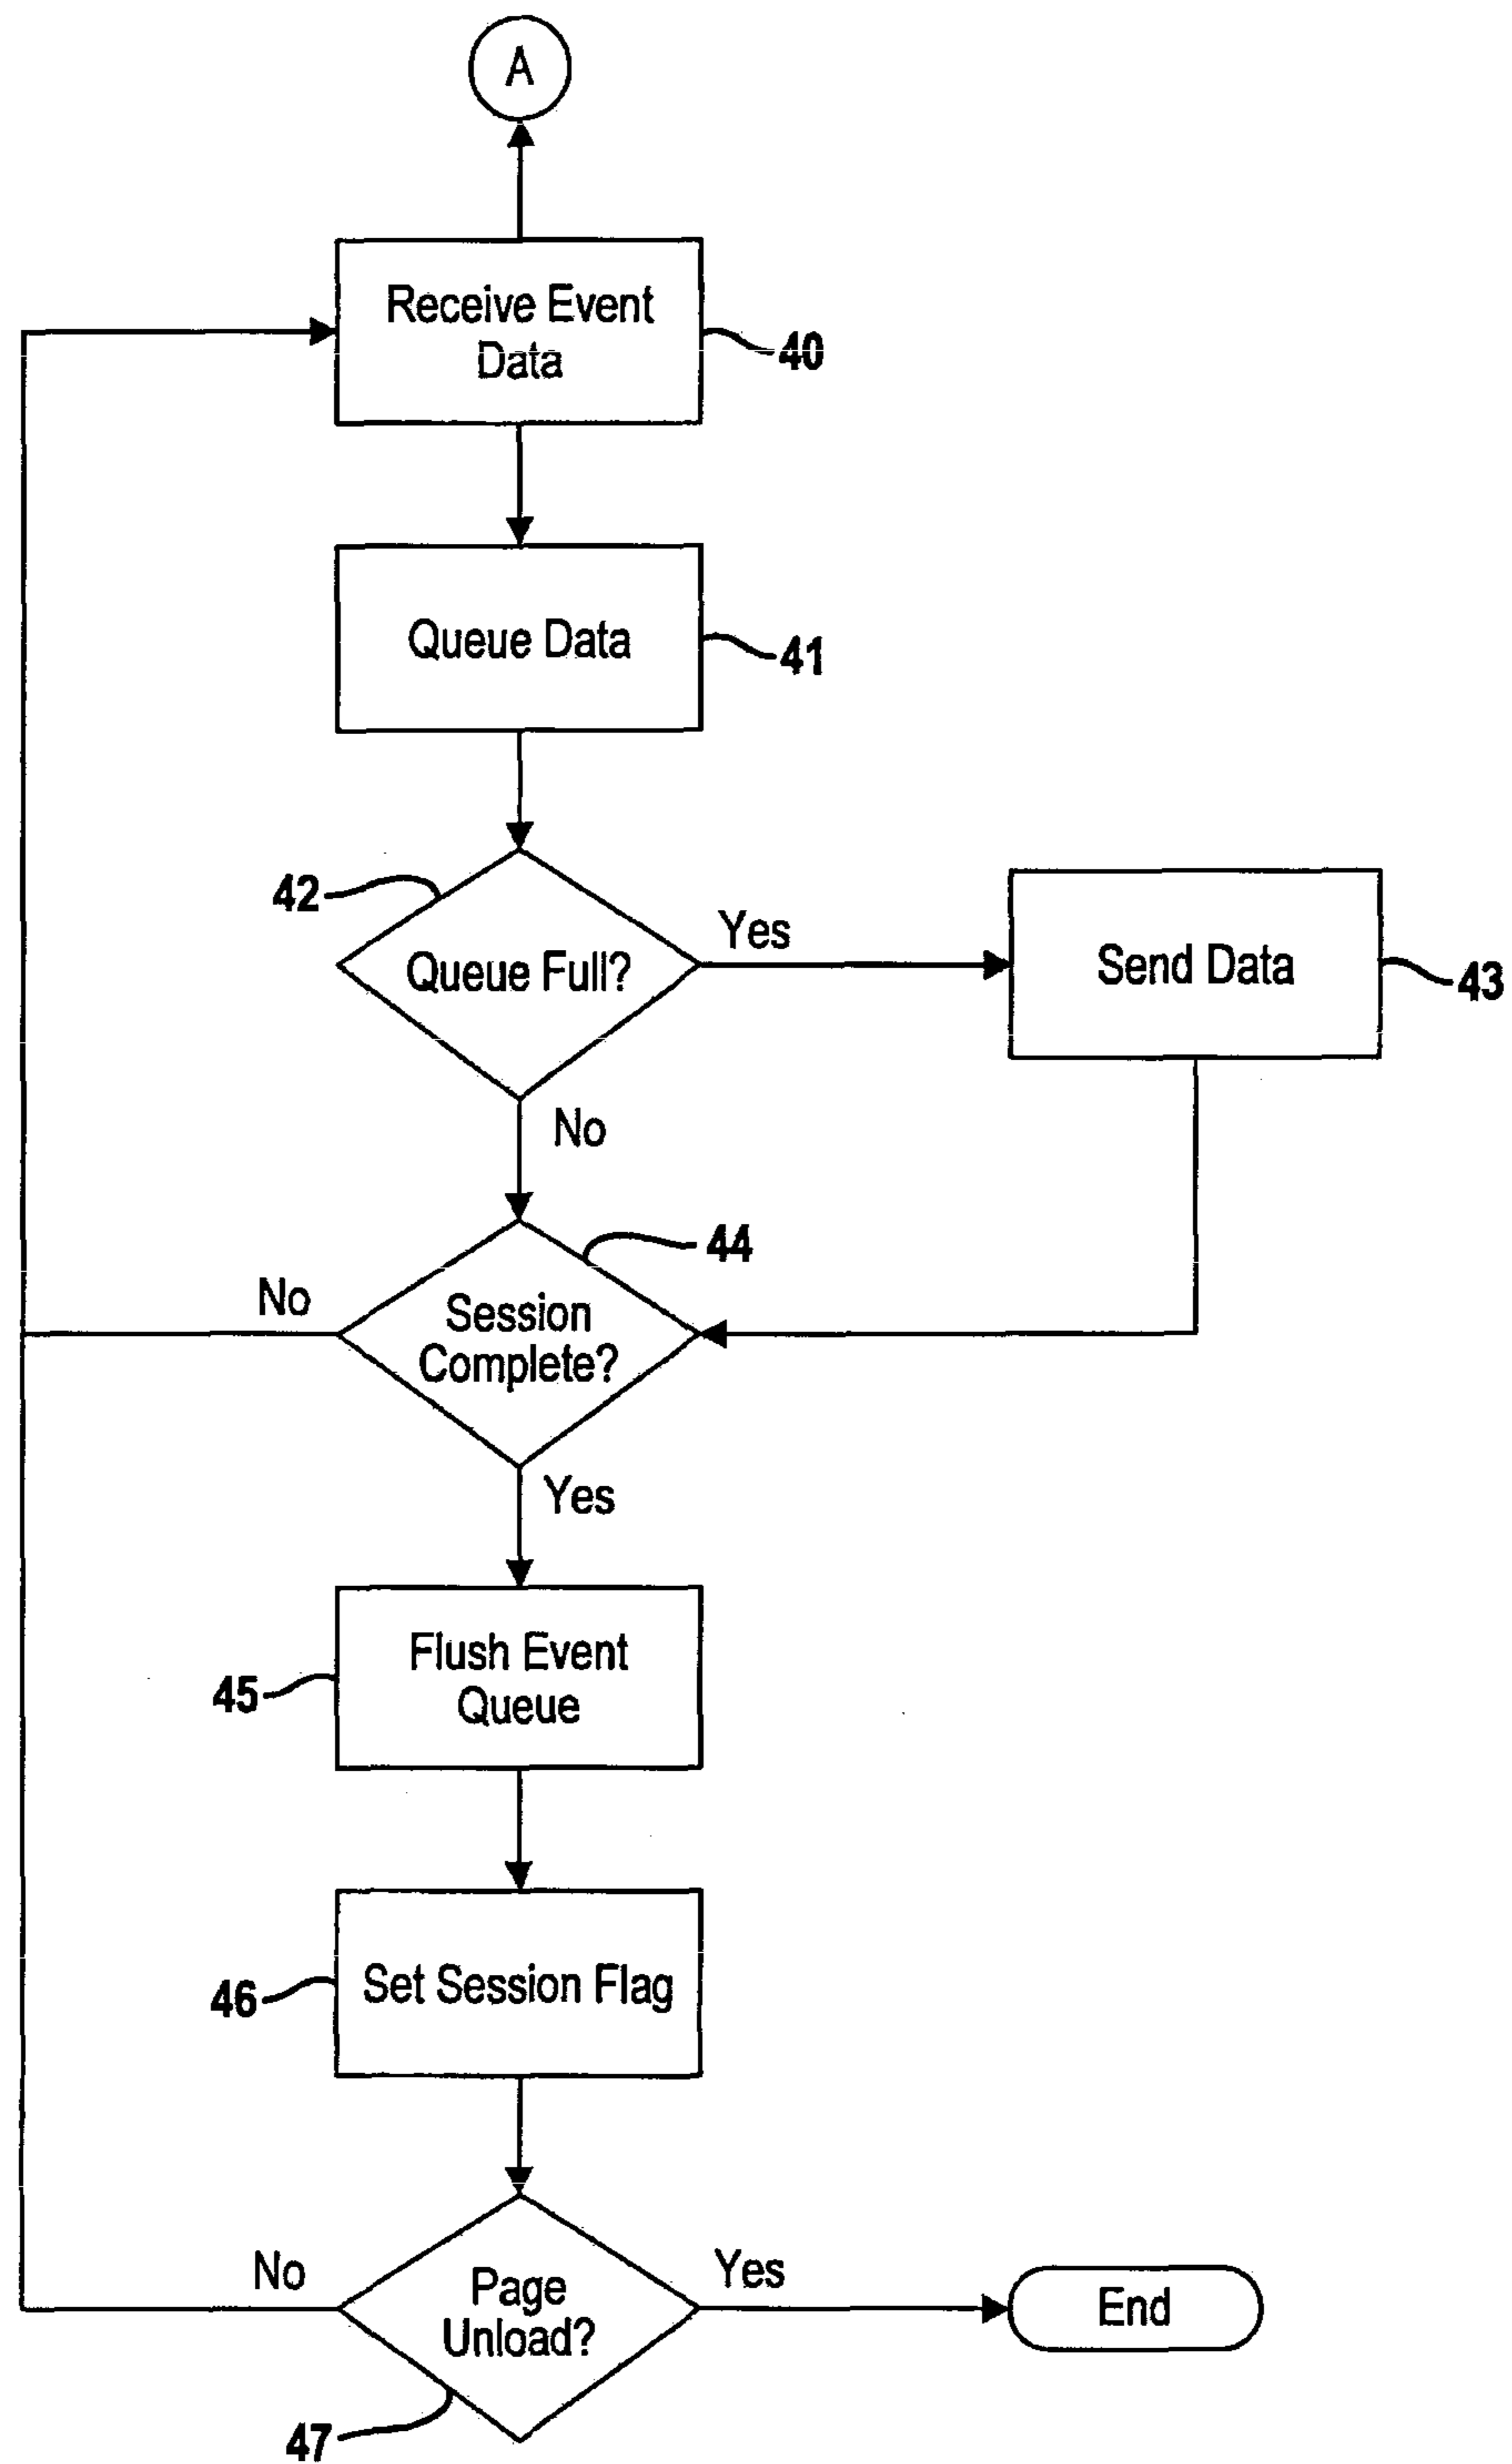 A
Receive Event
Data
40
Queue Data
41
42
Queue Full?
Yes
Send Data
43
No
44
No
Session
Complete?
Yes
Flush Event
Queue
45
Set Session Flag
46
No
Page
Unload?
Yes
End
47